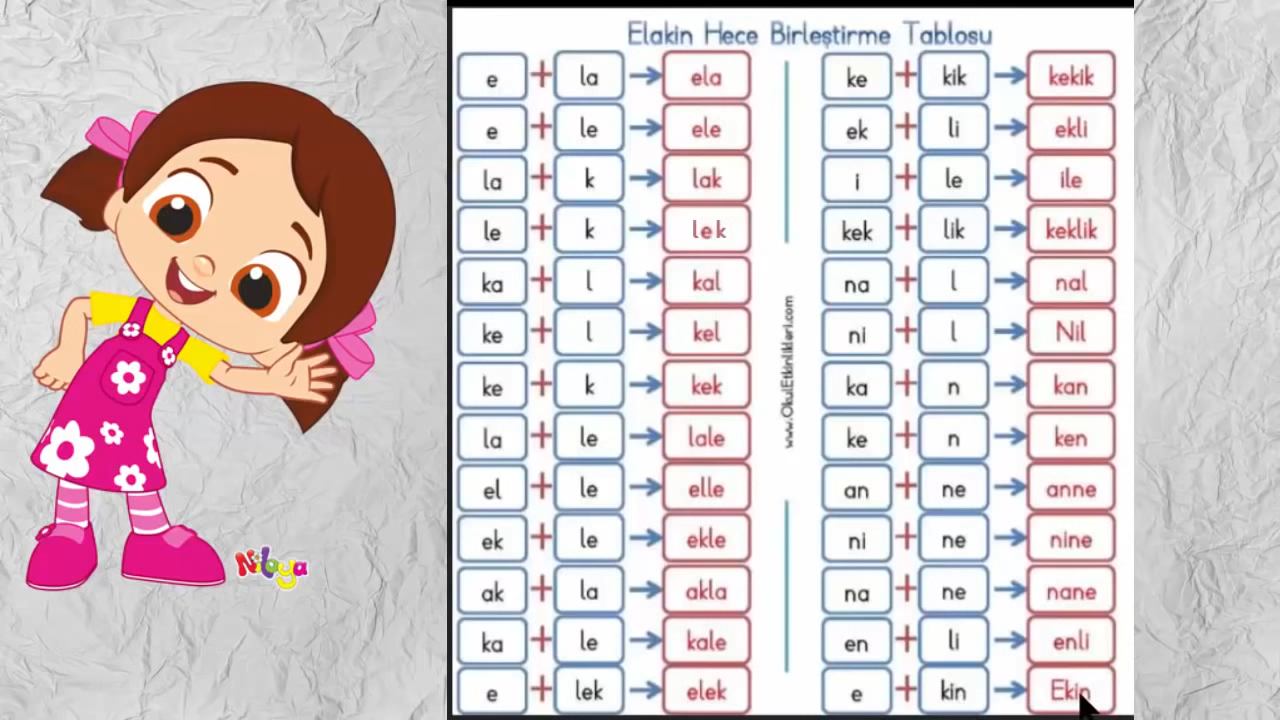 Elakin Hece Birleştirme Tablosu
e + la → ela
e + le → ele
la + k → lak
le + k → lek
ka + l → kal
ke + l → kel
ke + k → kek
la + le → lale
el + le → elle
ek + le → ekle
ak + la → akla
ka + le → kale
e + lek → elek
www.OkulEtkinlikleri.com
ke + kik → kekik
ek + li → ekli
i + le → ile
kek + lik → keklik
na + l → nal
ni + l → Nil
ka + n → kan
ke + n → ken
an + ne → anne
ni + ne → nine
na + ne → nane
en + li → enli
e + kin → Ekin
Niloya